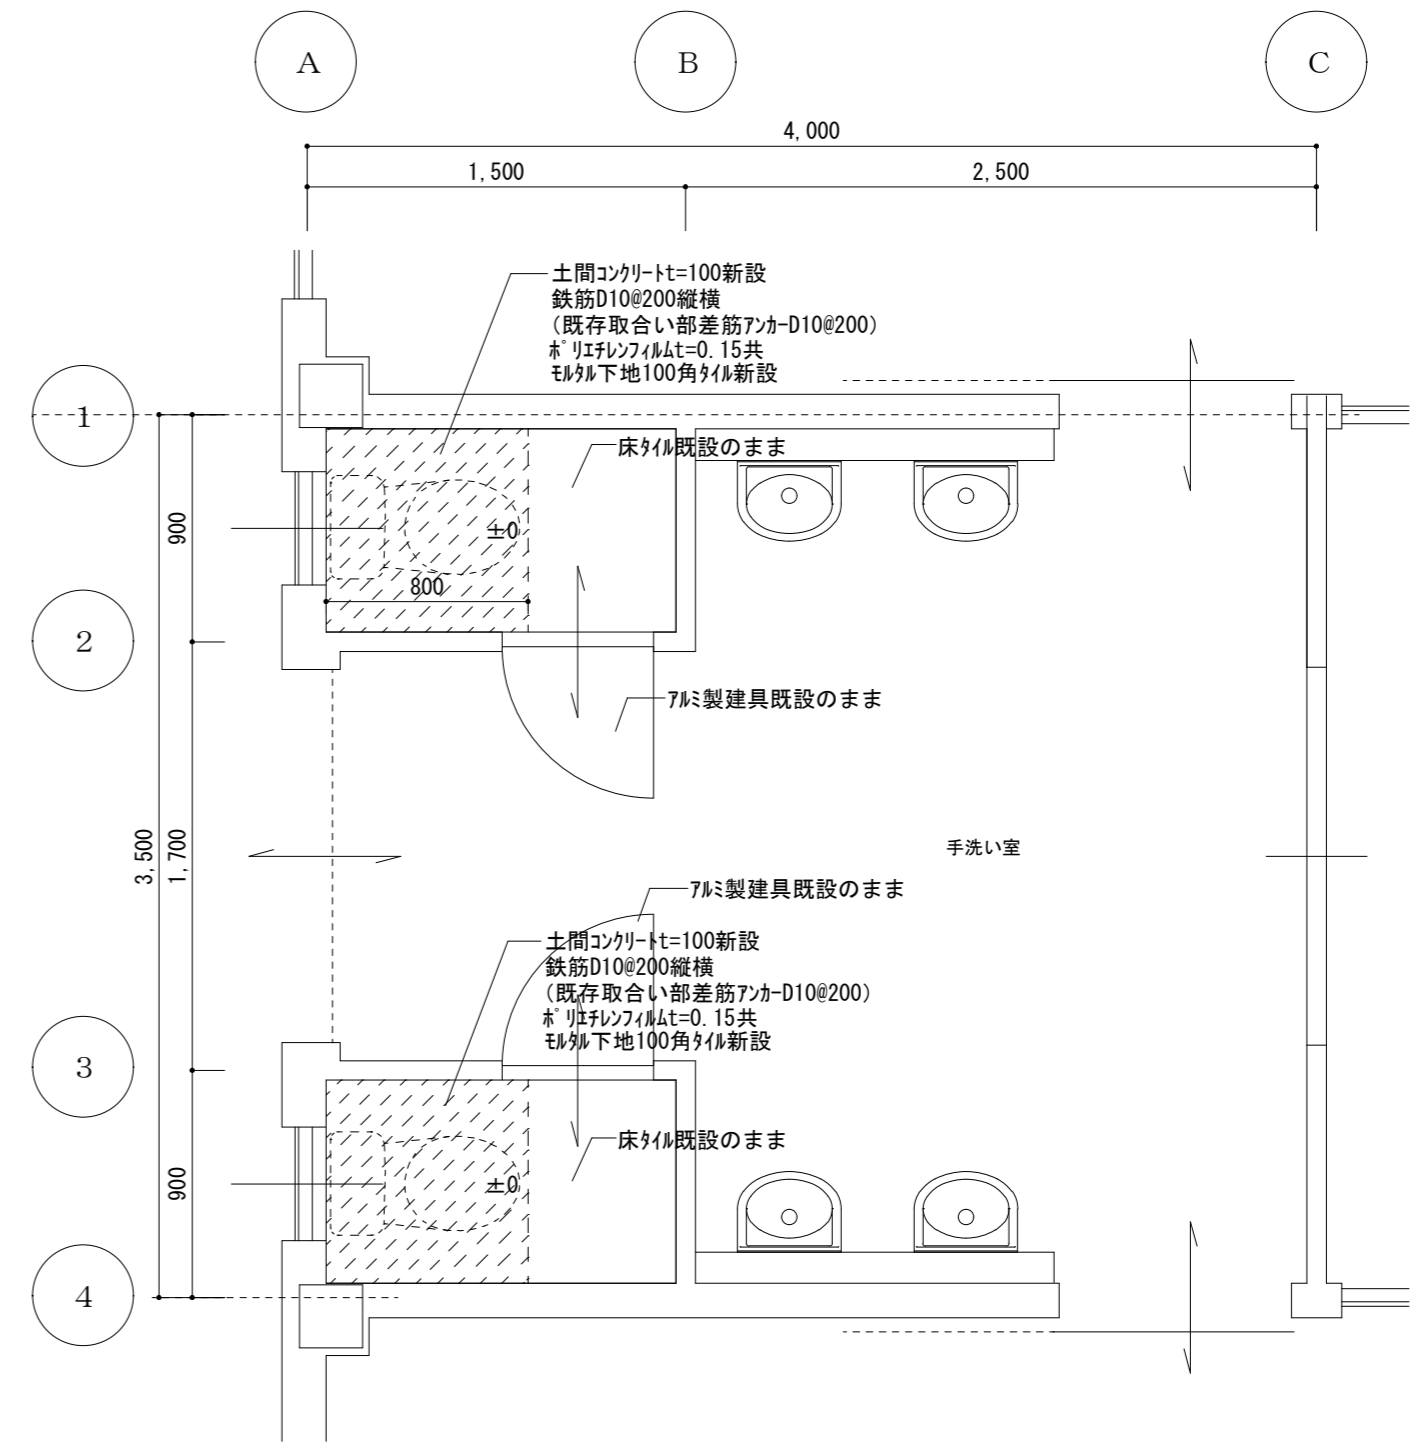 A
B
C
4,000
1,500
2,500
土間ｺﾝｸﾘｰﾄt=100新設
鉄筋D10@200縦横
（既存取合い部差筋ｱﾝｶｰD10@200）
ﾎﾟﾘｴﾁﾚﾝﾌｨﾙﾑt=0.15共
ﾓﾙﾀﾙ下地100角ﾀｲﾙ新設
1
床ﾀｲﾙ既設のまま
900
±0
800
2
ｱﾙﾐ製建具既設のまま
3,500
1,700
手洗い室
ｱﾙﾐ製建具既設のまま
土間ｺﾝｸﾘｰﾄt=100新設
鉄筋D10@200縦横
（既存取合い部差筋ｱﾝｶｰD10@200）
ﾎﾟﾘｴﾁﾚﾝﾌｨﾙﾑt=0.15共
ﾓﾙﾀﾙ下地100角ﾀｲﾙ新設
3
床ﾀｲﾙ既設のまま
900
±0
4